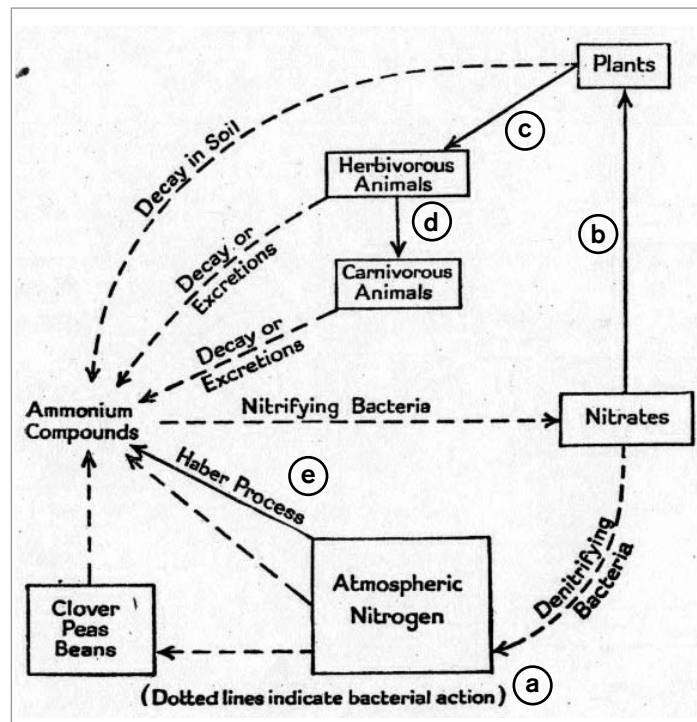 Plants
c
Decay in Soil
Herbivorous
Animals
d
b
Decay or
Excretions
Carnivorous
Animals
Decay or
Excretions
Ammonium
Compounds
Nitrifying Bacteria
Nitrates
e
Haber Process
Denitrifying
Bacteria
Atmospheric
Nitrogen
Clover
Peas
Beans
a
(Dotted lines indicate bacterial action)